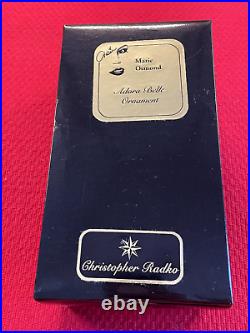 Marie
Osmond
Adora Belle
Ornament
Christopher Radko